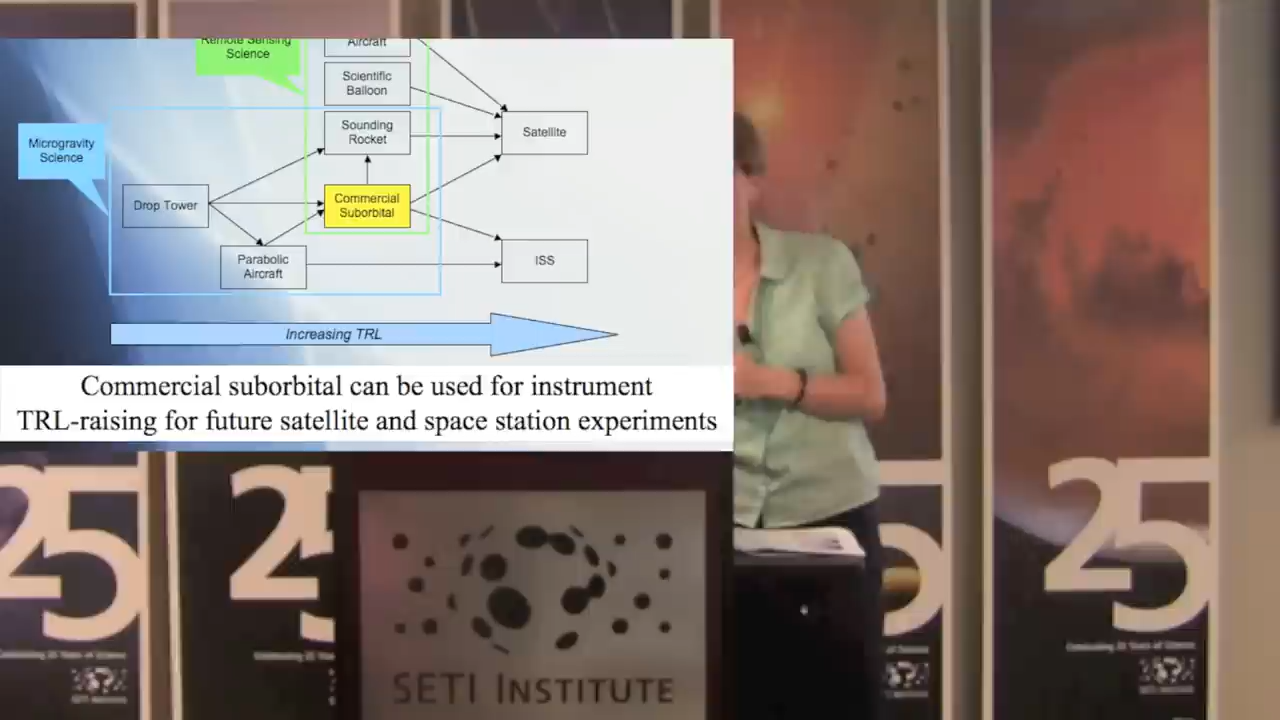 Remote Sensing
Science
Aircraft
Scientific
Balloon
Sounding
Rocket
Satellite
Microgravity
Science
Drop Tower
Commercial
Suborbital
Parabolic
Aircraft
ISS
Increasing TRL
Commercial suborbital can be used for instrument
TRL-raising for future satellite and space station experiments
25
25
25
SETI INSTITUTE
SETI INSTITUTE